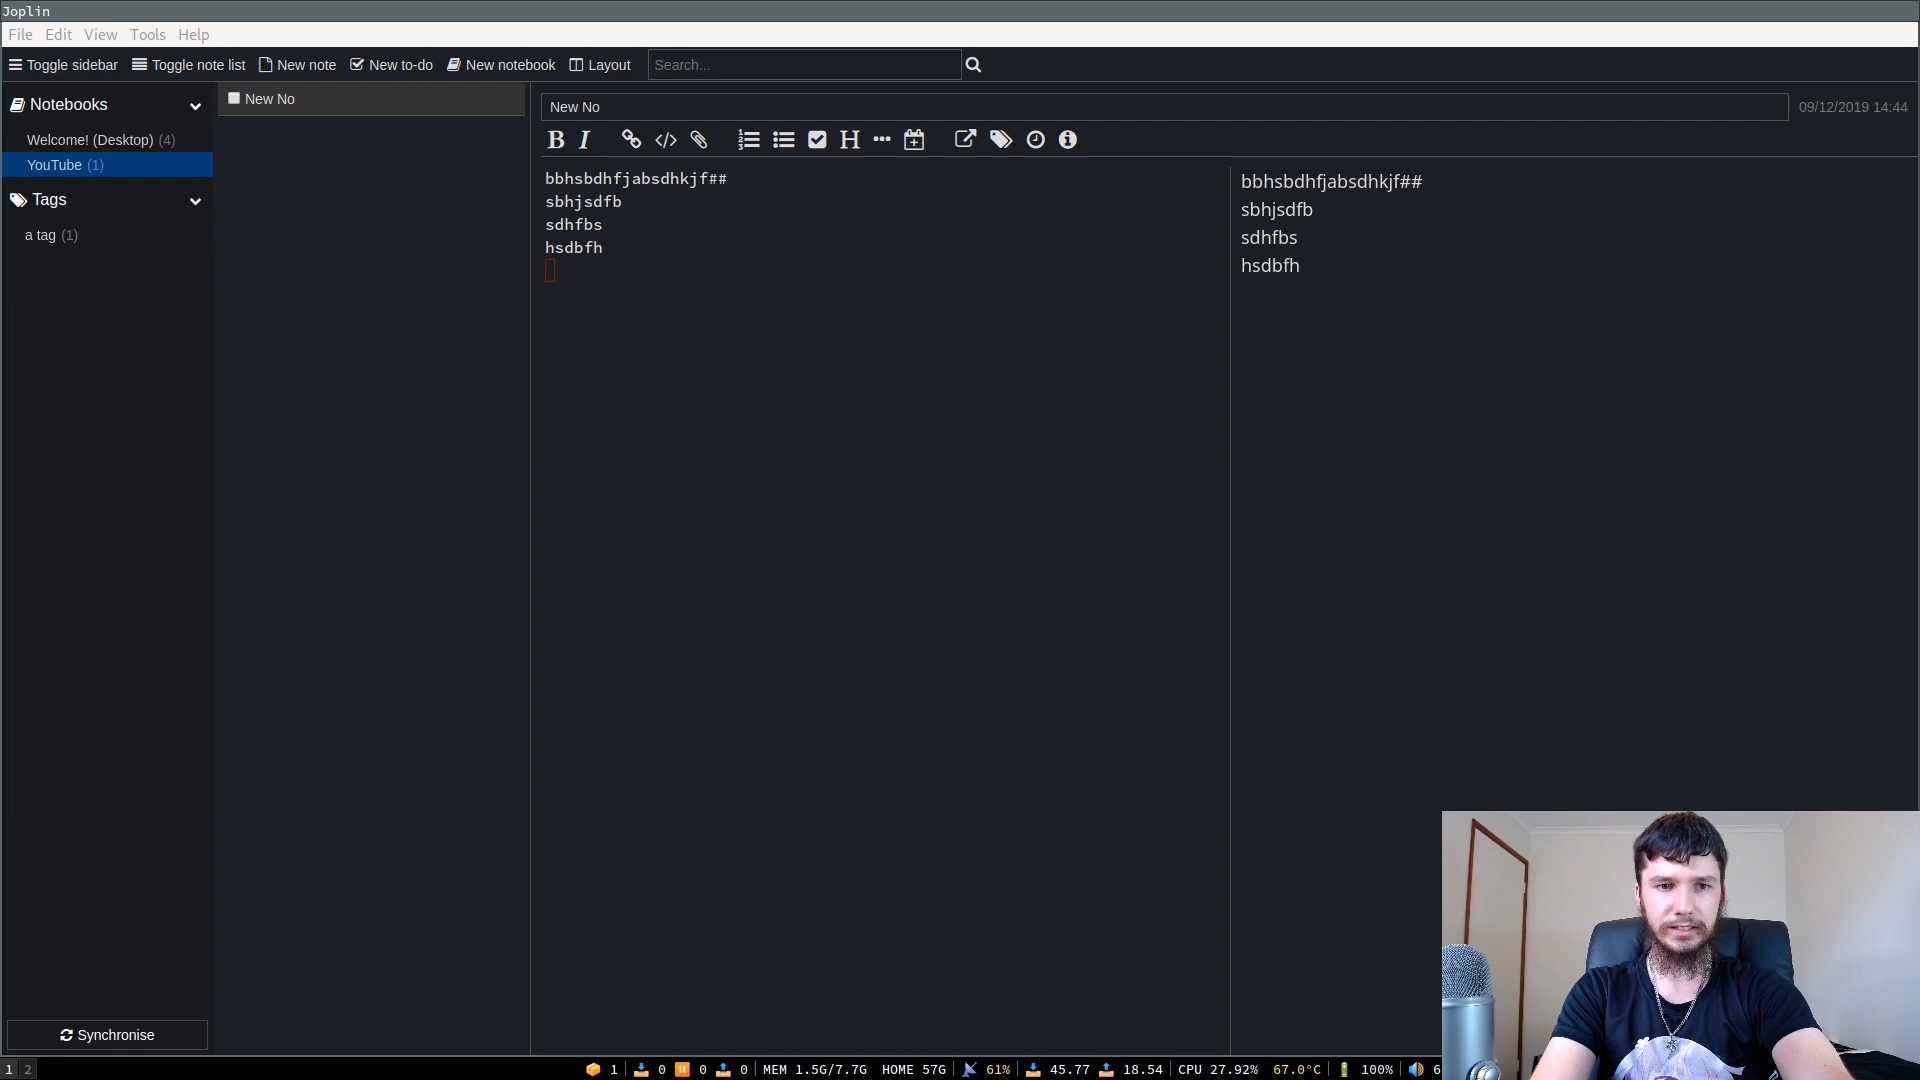 Joplin
File Edit View Tools Help
Toggle sidebar Toggle note list New note New to-do New notebook Layout Search...
Notebooks
Welcome! (Desktop) (4)
YouTube (1)
Tags
a tag (1)
Synchronise
New No
New No 09/12/2019 14:44
B I </> H
bbhsbdhfjabsdhkjf##
sbhjsdfb
sdhfbs
hsdbfh
bbhsbdhfjabsdhkjf##
sbhjsdfb
sdhfbs
hsdbfh
1 2 1 0 0 0 MEM 1.5G/7.7G HOME 57G 61% 45.77 18.54 CPU 27.92% 67.0°C 100% 6